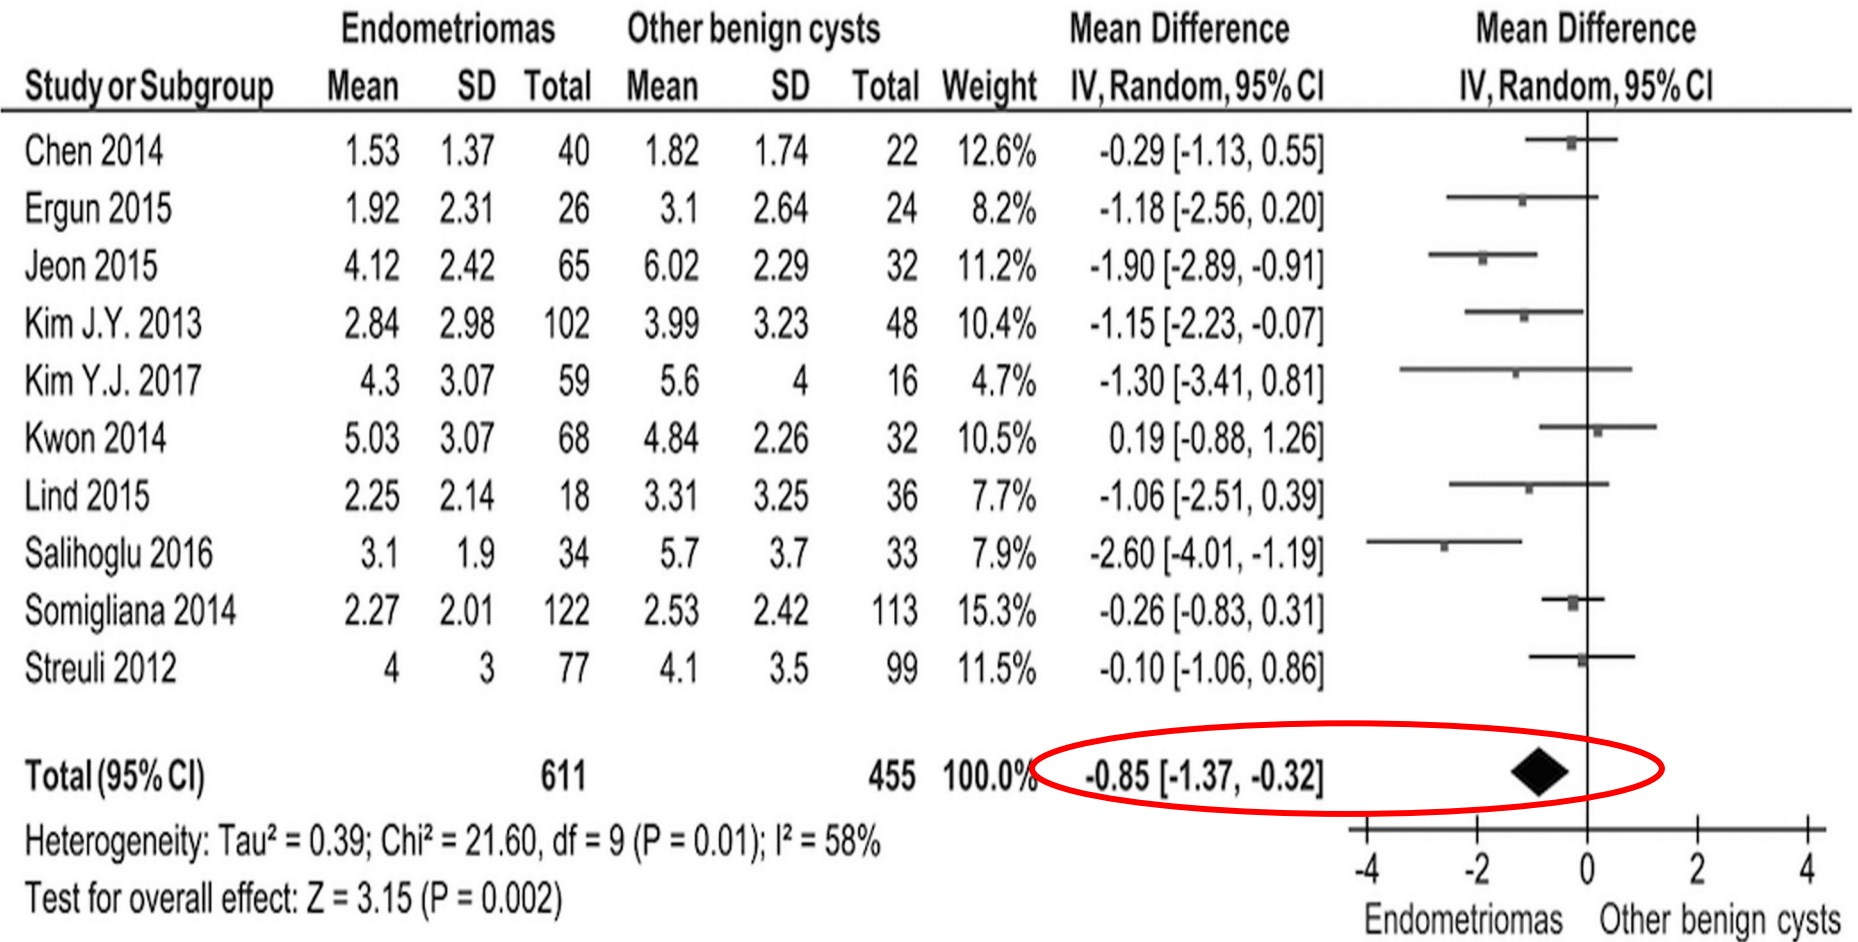 Endometriomas Other benign cysts Mean Difference Mean Difference
Study or Subgroup Mean SD Total Mean SD Total Weight IV, Random, 95% CI IV, Random, 95% CI
Chen 2014 1.53 1.37 40 1.82 1.74 22 12.6% -0.29 [-1.13, 0.55]
Ergun 2015 1.92 2.31 26 3.1 2.64 24 8.2% -1.18 [-2.56, 0.20]
Jeon 2015 4.12 2.42 65 6.02 2.29 32 11.2% -1.90 [-2.89, -0.91]
Kim J.Y. 2013 2.84 2.98 102 3.99 3.23 48 10.4% -1.15 [-2.23, -0.07]
Kim Y.J. 2017 4.3 3.07 59 5.6 4 16 4.7% -1.30 [-3.41, 0.81]
Kwon 2014 5.03 3.07 68 4.84 2.26 32 10.5% 0.19 [-0.88, 1.26]
Lind 2015 2.25 2.14 18 3.31 3.25 36 7.7% -1.06 [-2.51, 0.39]
Salihoglu 2016 3.1 1.9 34 5.7 3.7 33 7.9% -2.60 [-4.01, -1.19]
Somigliana 2014 2.27 2.01 122 2.53 2.42 113 15.3% -0.26 [-0.83, 0.31]
Streuli 2012 4 3 77 4.1 3.5 99 11.5% -0.10 [-1.06, 0.86]
Total (95% CI) 611 455 100.0% -0.85 [-1.37, -0.32]
Heterogeneity: Tau² = 0.39; Chi² = 21.60, df = 9 (P = 0.01); I² = 58%
Test for overall effect: Z = 3.15 (P = 0.002)
-4 -2 0 2 4
Endometriomas Other benign cysts